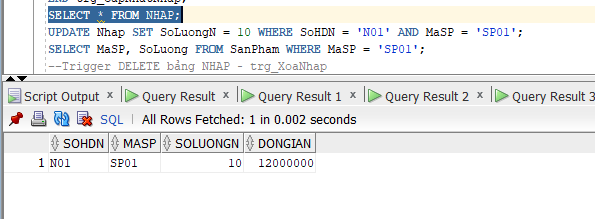 END trg_CapNhatNhap;
SELECT * FROM NHAP;
UPDATE Nhap SET SoLuongN = 10 WHERE SoHDN = 'N01' AND MaSP = 'SP01';
SELECT MaSP, SoLuong FROM SanPham WHERE MaSP = 'SP01';
--Trigger DELETE bảng NHAP - trg_XoaNhap
Script Output x Query Result x Query Result 1 x Query Result 2 x Query Result 3
SQL | All Rows Fetched: 1 in 0.002 seconds
SOHDN MASP SOLUONGN DONGIAN
1 N01 SP01 10 12000000